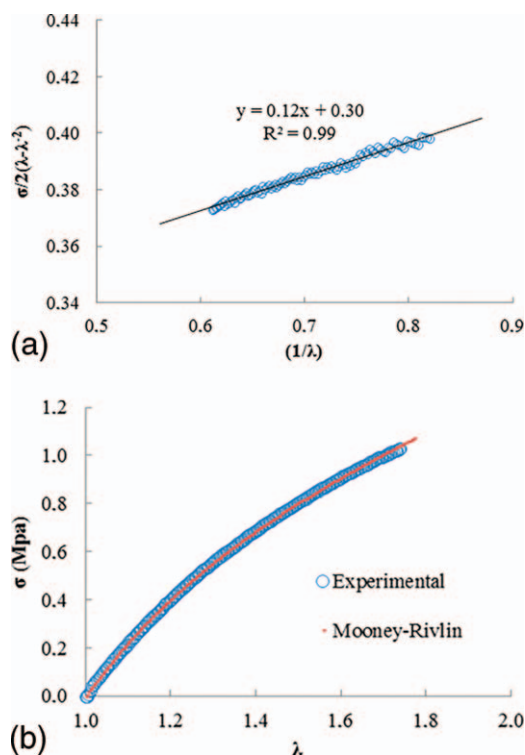 0.44
y = 0.12x + 0.30
R² = 0.99
0.42
0.40
0.38
0.36
0.34
σ/2(λ-λ⁻²)
0.5 0.6 0.7 0.8 0.9
(1/λ)
(a)
1.2
1.0
0.8
0.6
0.4
0.2
0.0
σ (Mpa)
Experimental
Mooney-Rivlin
1.0 1.2 1.4 1.6 1.8 2.0
λ
(b)